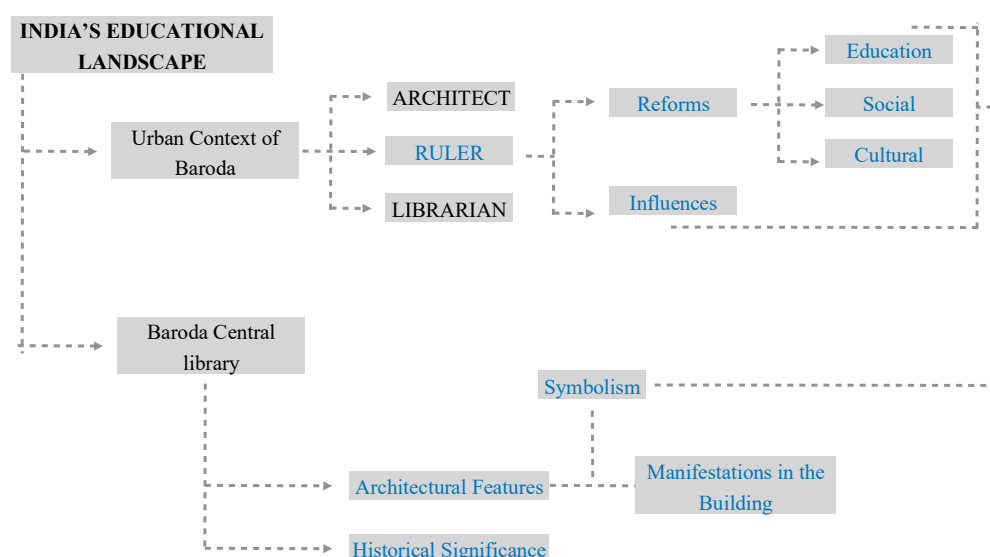 INDIA’S EDUCATIONAL
LANDSCAPE
Urban Context of
Baroda
ARCHITECT
RULER
LIBRARIAN
Reforms
Influences
Education
Social
Cultural
Baroda Central
library
Symbolism
Architectural Features
Manifestations in the
Building
Historical Significance